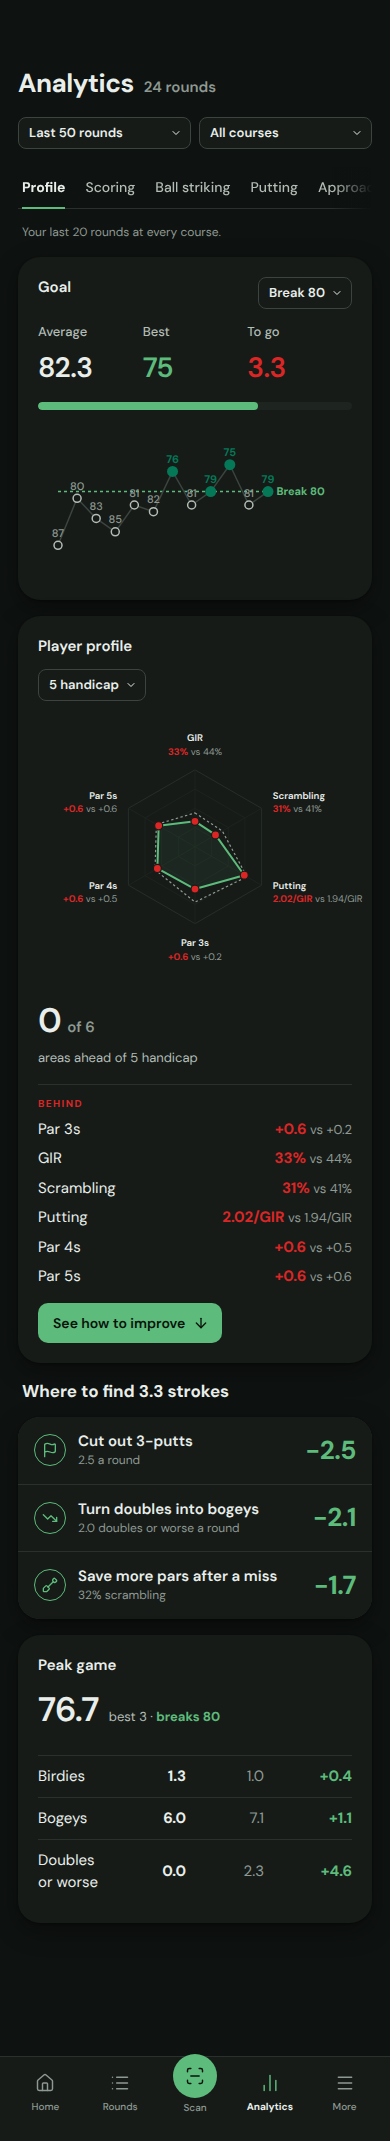 Analytics 24 rounds
Last 50 rounds All courses
Profile Scoring Ball striking Putting Approac
Your last 20 rounds at every course.
Goal Break 80
Average Best To go
82.3 75 3.3
75
76
79 79
80 81 81 81 Break 80
82
83
85
87
Player profile
5 handicap
GIR
33% vs 44%
Par 5s Scrambling
+0.6 vs +0.6 31% vs 41%
Par 4s Putting
+0.6 vs +0.5 2.02/GIR vs 1.94/GIR
Par 3s
+0.6 vs +0.2
0 of 6
areas ahead of 5 handicap
BEHIND
Par 3s +0.6 vs +0.2
GIR 33% vs 44%
Scrambling 31% vs 41%
Putting 2.02/GIR vs 1.94/GIR
Par 4s +0.6 vs +0.5
Par 5s +0.6 vs +0.6
See how to improve ↓
Where to find 3.3 strokes
Cut out 3-putts −2.5
2.5 a round
Turn doubles into bogeys −2.1
2.0 doubles or worse a round
Save more pars after a miss −1.7
32% scrambling
Peak game
76.7 best 3 · breaks 80
Birdies 1.3 1.0 +0.4
Bogeys 6.0 7.1 +1.1
Doubles
or worse 0.0 2.3 +4.6
Home Rounds Scan Analytics More